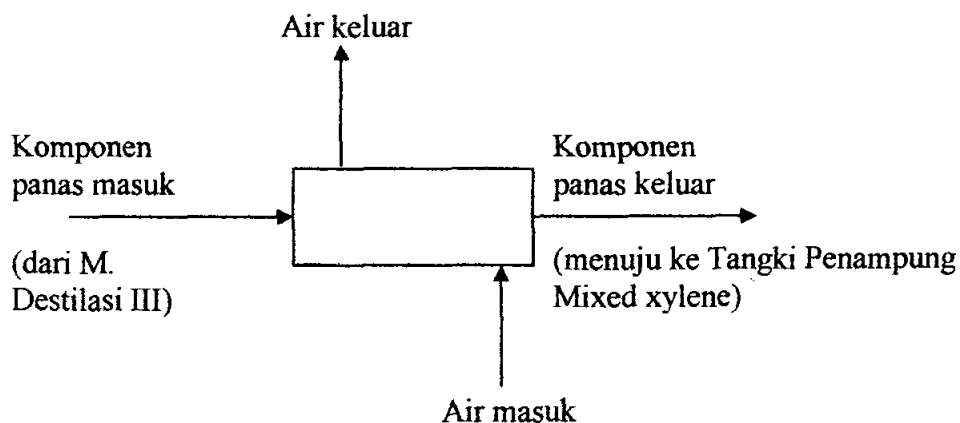 Air keluar
Komponen
panas masuk
(dari M.
Destilasi III)
Komponen
panas keluar
(menuju ke Tangki Penampung
Mixed xylene)
Air masuk